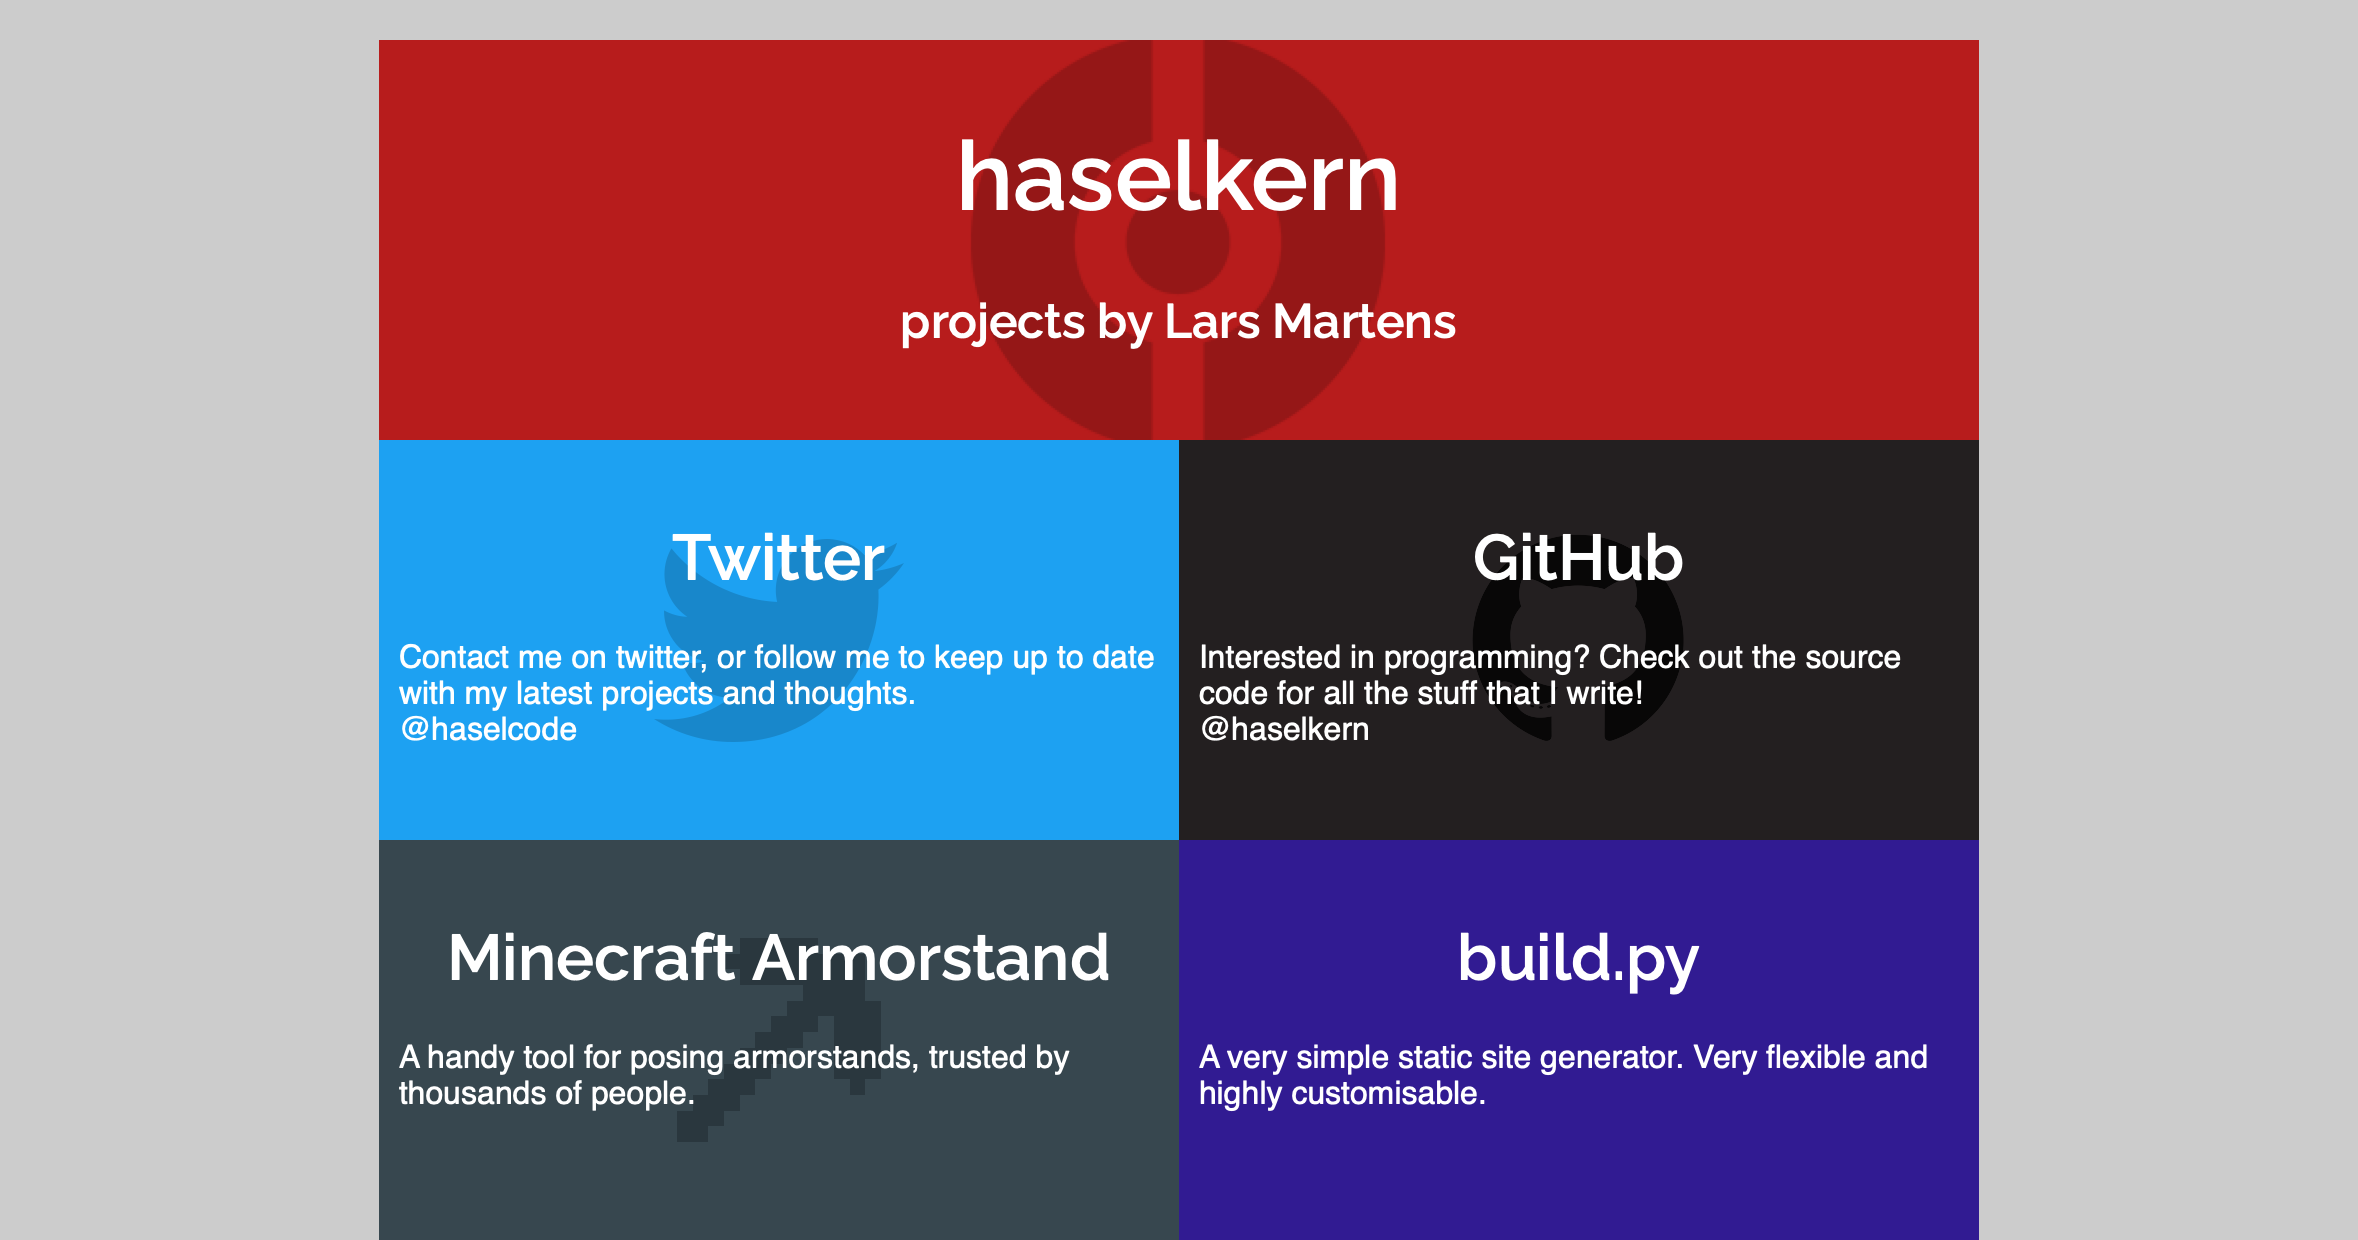 haselkern
projects by Lars Martens
Twitter
Contact me on twitter, or follow me to keep up to date
with my latest projects and thoughts.
@haselcode
GitHub
Interested in programming? Check out the source
code for all the stuff that I write!
@haselkern
Minecraft Armorstand
A handy tool for posing armorstands, trusted by
thousands of people.
build.py
A very simple static site generator. Very flexible and
highly customisable.